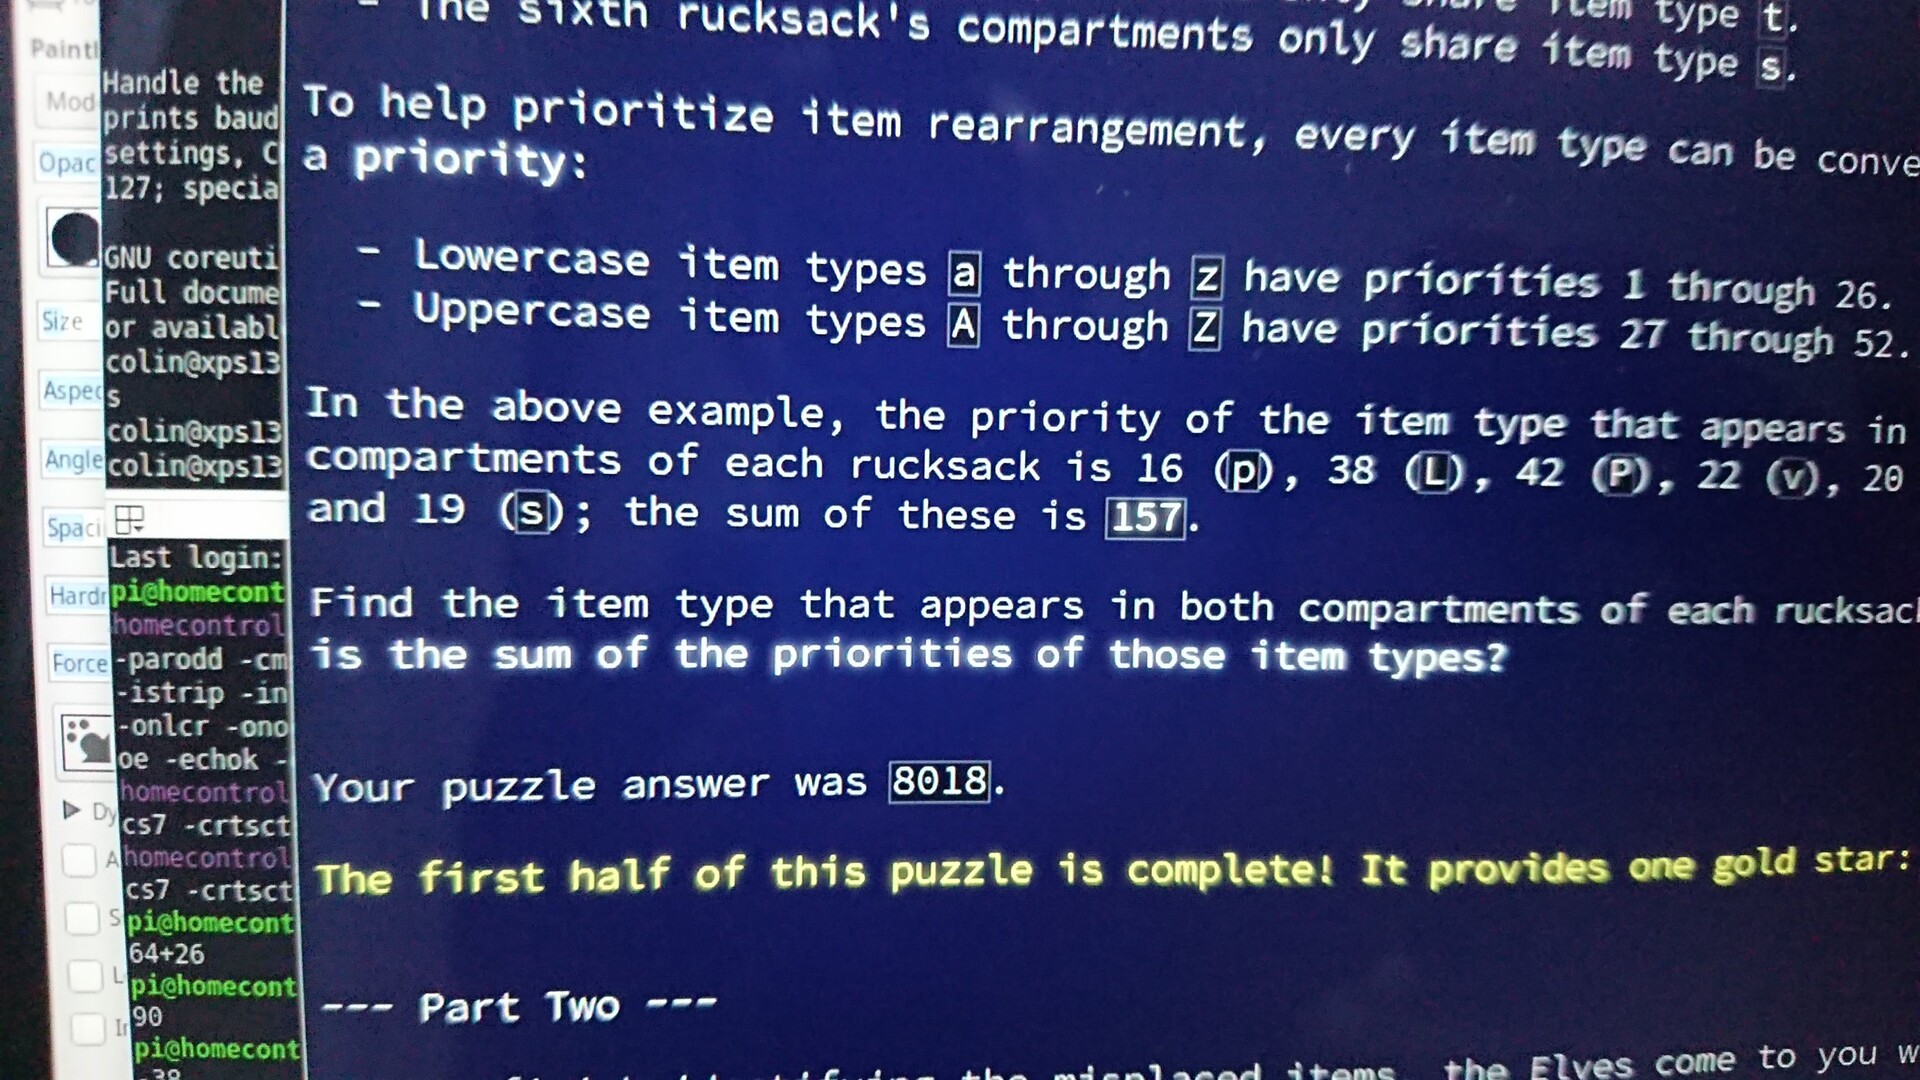 - The sixth rucksack's compartments only share item type s.
share item type t.
To help prioritize item rearrangement, every item type can be conve
a priority:
- Lowercase item types a through z have priorities 1 through 26.
- Uppercase item types A through Z have priorities 27 through 52.
In the above example, the priority of the item type that appears in
compartments of each rucksack is 16 (p), 38 (L), 42 (P), 22 (v), 20
and 19 (s); the sum of these is 157.
Find the item type that appears in both compartments of each rucksack
is the sum of the priorities of those item types?
Your puzzle answer was 8018.
The first half of this puzzle is complete! It provides one gold star:
--- Part Two ---
the misplaced items, the Elves come to you w
Handle the
prints baud
settings, C
127; specia
GNU coreuti
Full docume
or availabl
colin@xps13
s
colin@xps13
colin@xps13
Last login:
pi@homecont
homecontrol
-parodd -cm
-istrip -in
-onlcr -ono
oe -echok -
homecontrol
cs7 -crtsct
homecontrol
cs7 -crtsct
pi@homecont
64+26
pi@homecont
90
pi@homecont
-38
Paint
Mod
Opac
Size
Aspec
Angle
Spaci
Hardn
Force
Dy
A
S
L
In